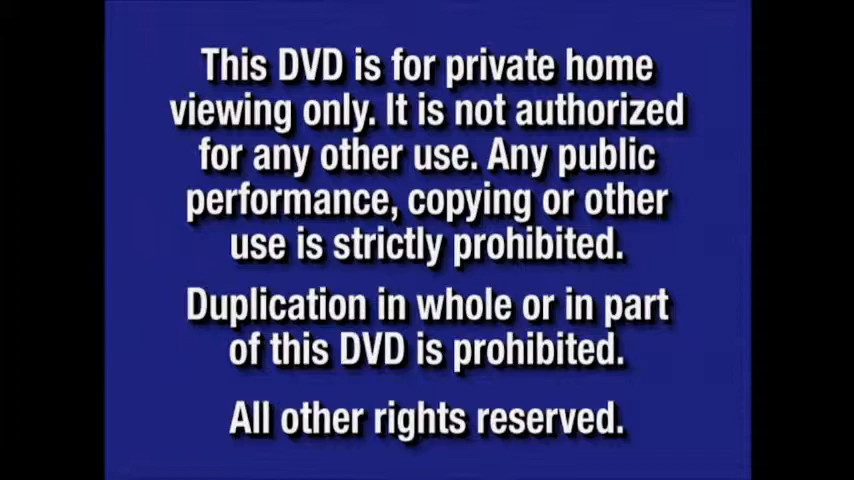 This DVD is for private home
viewing only. It is not authorized
for any other use. Any public
performance, copying or other
use is strictly prohibited.
Duplication in whole or in part
of this DVD is prohibited.
All other rights reserved.